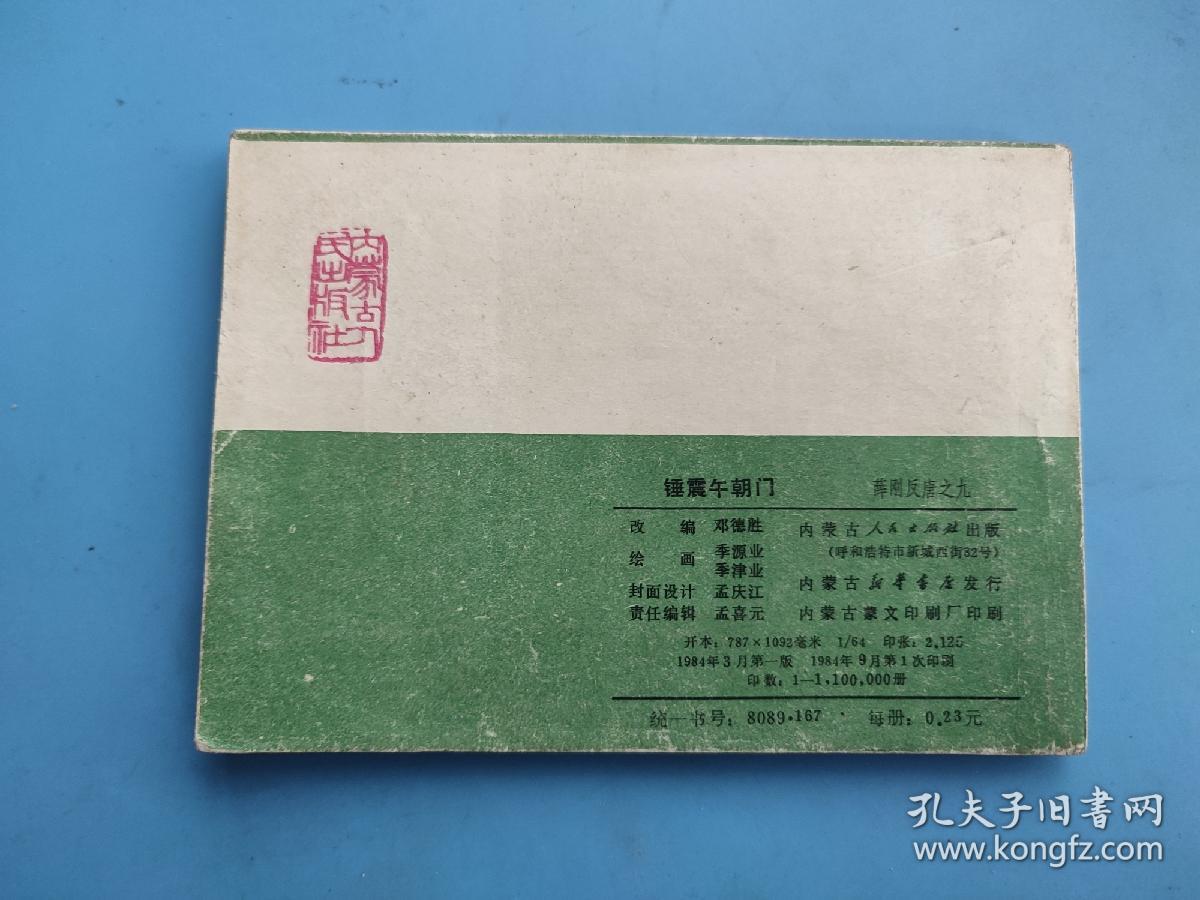 内蒙古人
民出版社
锤震午朝门 薛刚反唐之九
改编 邓德胜 内蒙古人民出版社出版
绘画 季源业 (呼和浩特市新城西街82号)
季津业
封面设计 孟庆江 内蒙古新华书店发行
责任编辑 孟喜元 内蒙古蒙文印刷厂印刷
开本:787×1092毫米 1/64 印张:2.125
1984年3月第一版 1984年9月第1次印刷
印数:1—1,100,000册
统一书号:8089·167 每册:0.23元
孔夫子旧書网
www.kongfz.com